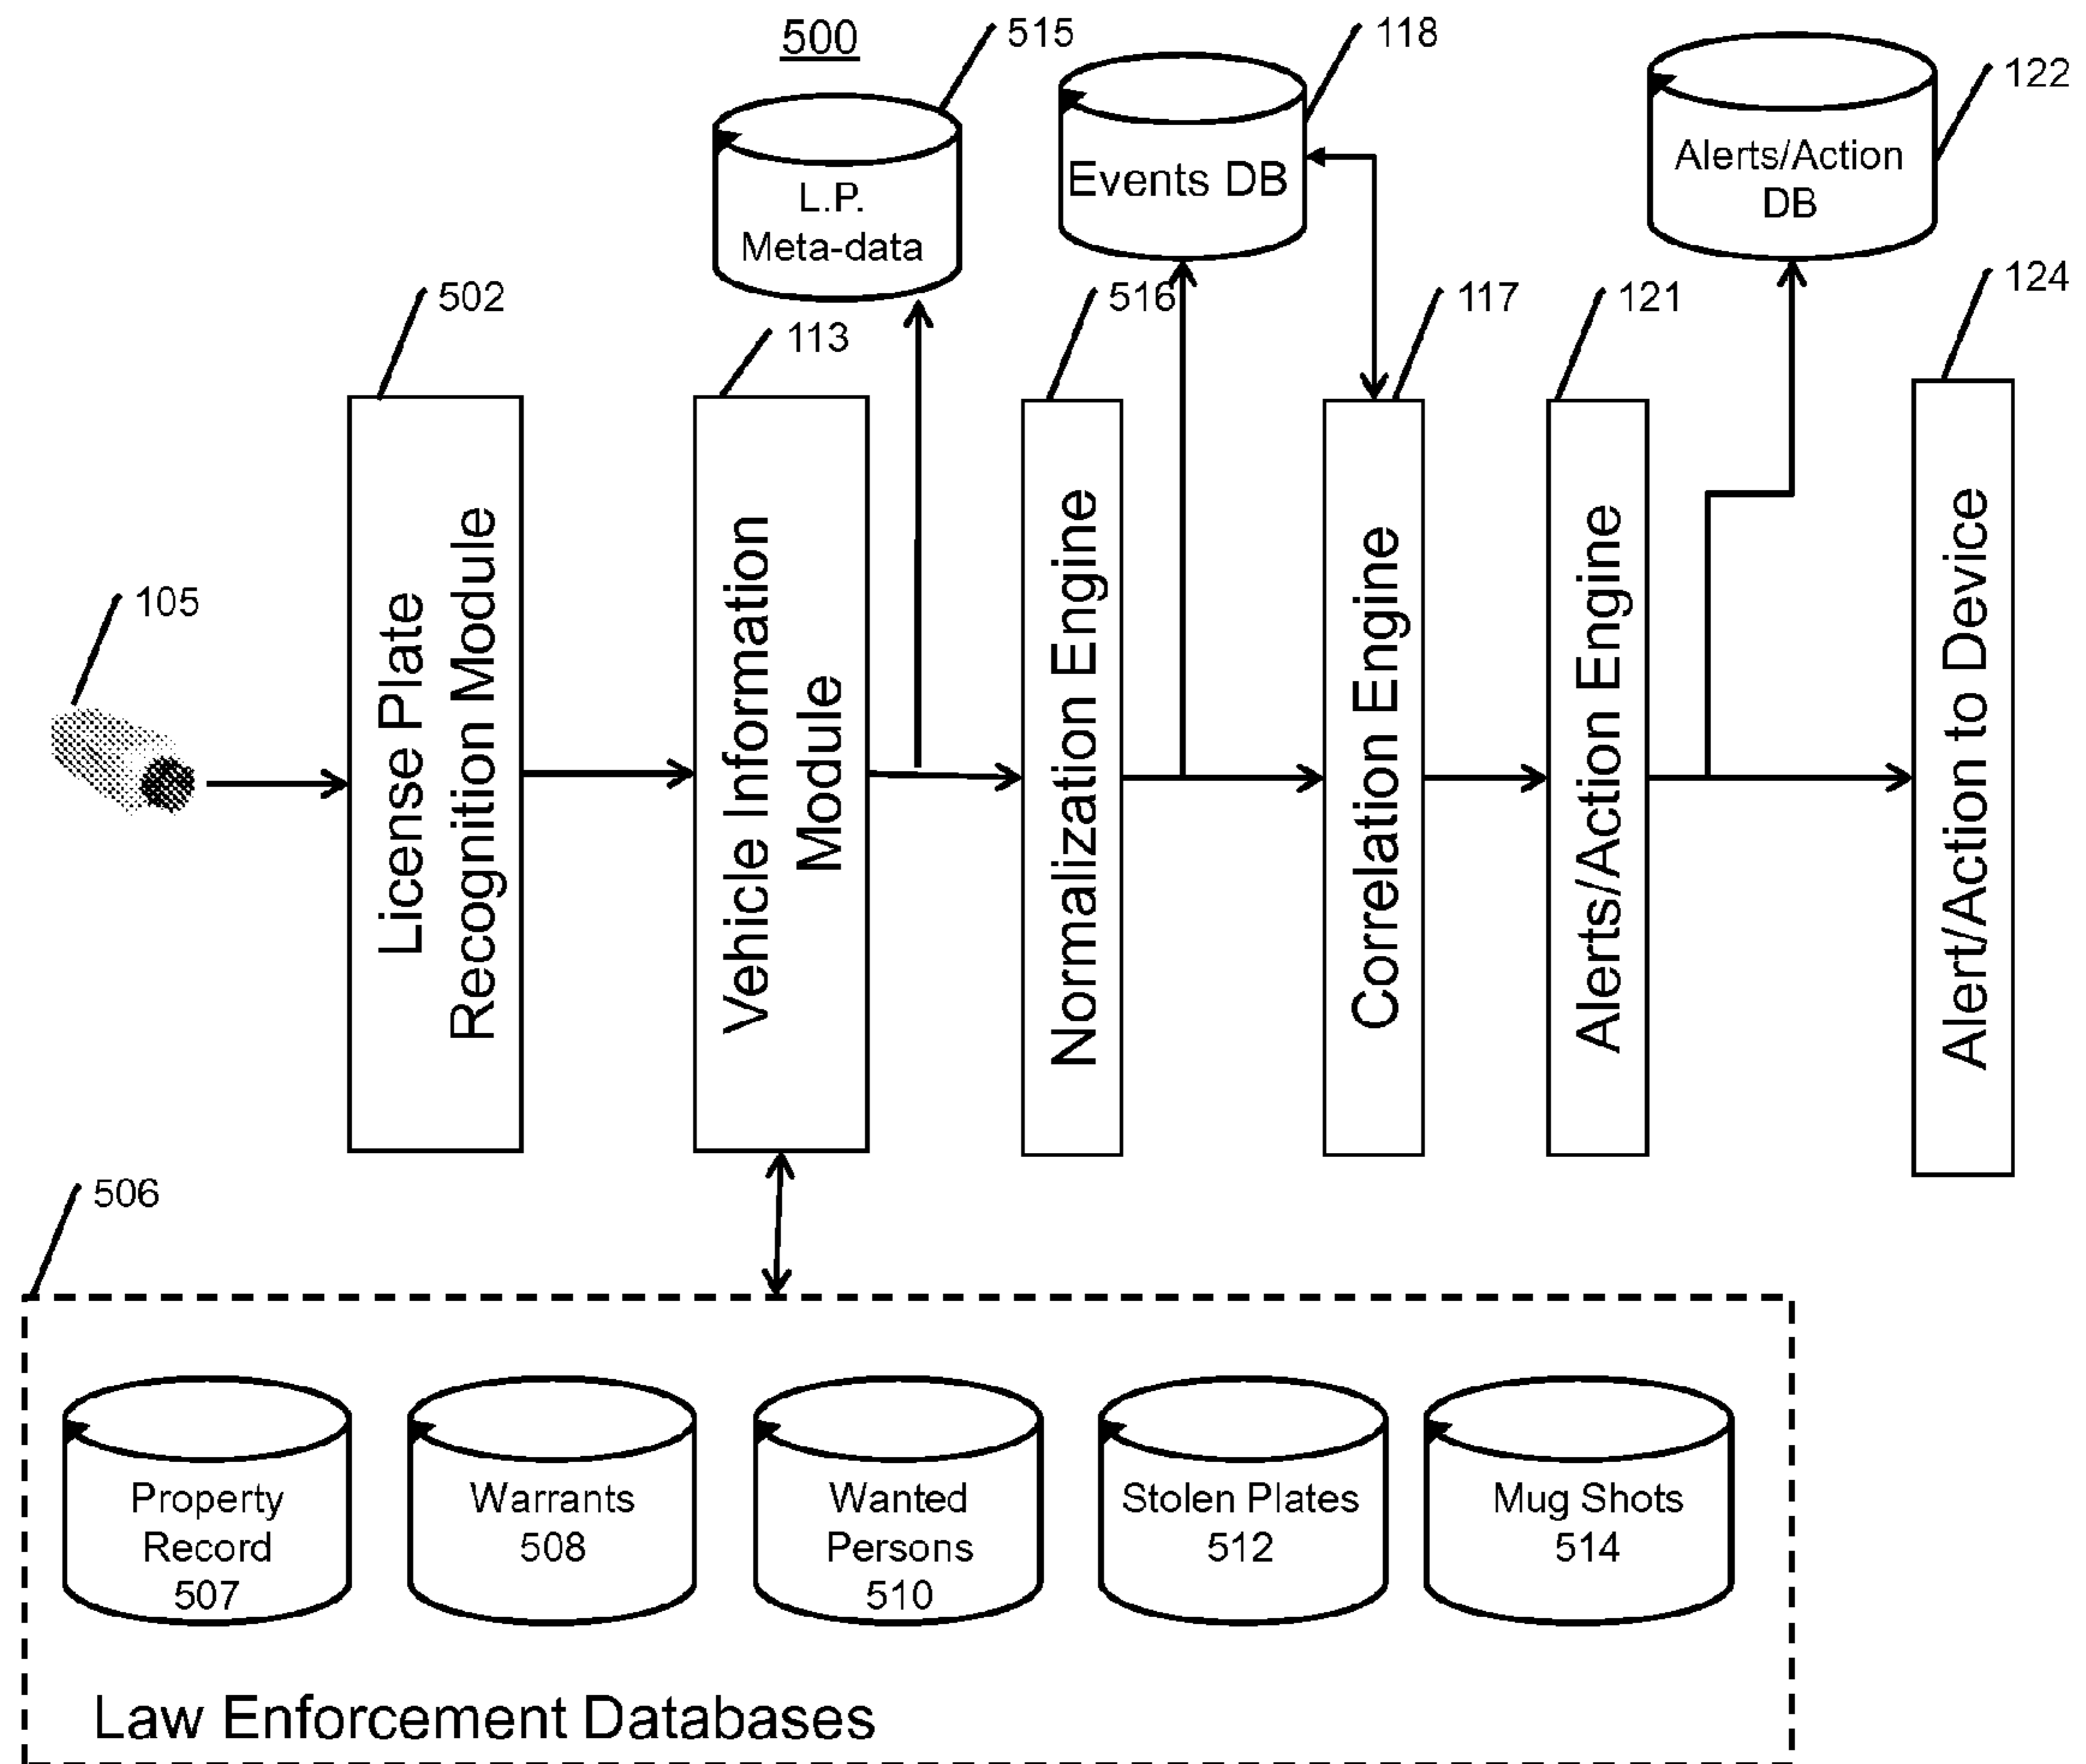 500
515
118
122
L.P.
Meta-data
Events DB
Alerts/Action
DB
502
113
516
117
121
124
105
License Plate
Recognition Module
Vehicle Information
Module
Normalization Engine
Correlation Engine
Alerts/Action Engine
Alert/Action to Device
506
Property
Record
507
Warrants
508
Wanted
Persons
510
Stolen Plates
512
Mug Shots
514
Law Enforcement Databases